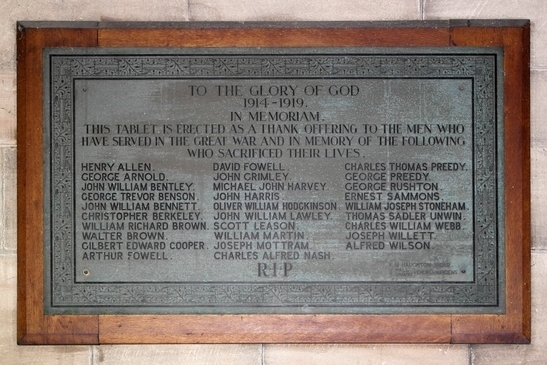 TO THE GLORY OF GOD
1914-1919.
IN MEMORIAM.
THIS TABLET IS ERECTED AS A THANK OFFERING TO THE MEN WHO
HAVE SERVED IN THE GREAT WAR AND IN MEMORY OF THE FOLLOWING
WHO SACRIFICED THEIR LIVES.
HENRY ALLEN.
GEORGE ARNOLD.
JOHN WILLIAM BENTLEY.
GEORGE TREVOR BENSON.
JOHN WILLIAM BENNETT.
CHRISTOPHER BERKELEY.
WILLIAM RICHARD BROWN.
WALTER BROWN.
GILBERT EDWARD COOPER.
ARTHUR FOWELL.
DAVID FOWELL.
JOHN GRIMLEY.
MICHAEL JOHN HARVEY.
JOHN HARRIS.
OLIVER WILLIAM HODGKINSON.
JOHN WILLIAM LAWLEY.
SCOTT LEASON.
WILLIAM MARTIN.
JOSEPH MOTTRAM.
CHARLES ALFRED NASH.
CHARLES THOMAS PREEDY.
GEORGE PREEDY.
GEORGE RUSHTON.
ERNEST SAMMONS.
WILLIAM JOSEPH STONEHAM.
THOMAS SADLER UNWIN.
CHARLES WILLIAM WEBB.
JOSEPH WILLETT.
ALFRED WILSON.
R.I.P